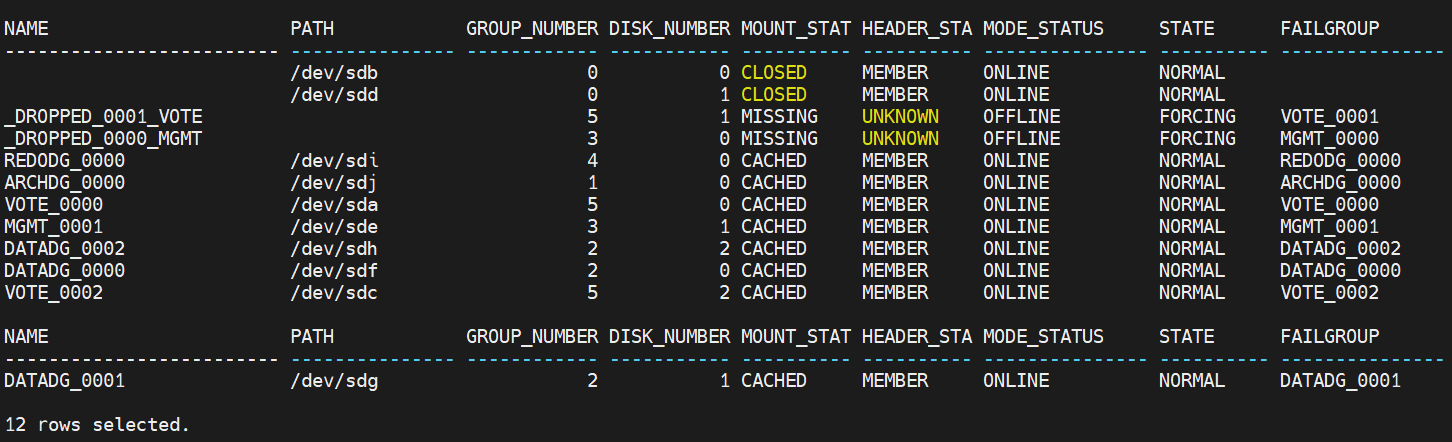 NAME                      PATH            GROUP_NUMBER DISK_NUMBER MOUNT_STAT HEADER_STA MODE_STATUS     STATE      FAILGROUP
------------------------- --------------- ------------ ----------- ---------- ---------- --------------- ---------- ---------------
                          /dev/sdb                   0           0 CLOSED     MEMBER     ONLINE          NORMAL
                          /dev/sdd                   0           1 CLOSED     MEMBER     ONLINE          NORMAL
_DROPPED_0001_VOTE                                   5           1 MISSING    UNKNOWN    OFFLINE         FORCING    VOTE_0001
_DROPPED_0000_MGMT                                   3           0 MISSING    UNKNOWN    OFFLINE         FORCING    MGMT_0000
REDODG_0000               /dev/sdi                   4           0 CACHED     MEMBER     ONLINE          NORMAL     REDODG_0000
ARCHDG_0000               /dev/sdj                   1           0 CACHED     MEMBER     ONLINE          NORMAL     ARCHDG_0000
VOTE_0000                 /dev/sda                   5           0 CACHED     MEMBER     ONLINE          NORMAL     VOTE_0000
MGMT_0001                 /dev/sde                   3           1 CACHED     MEMBER     ONLINE          NORMAL     MGMT_0001
DATADG_0002               /dev/sdh                   2           2 CACHED     MEMBER     ONLINE          NORMAL     DATADG_0002
DATADG_0000               /dev/sdf                   2           0 CACHED     MEMBER     ONLINE          NORMAL     DATADG_0000
VOTE_0002                 /dev/sdc                   5           2 CACHED     MEMBER     ONLINE          NORMAL     VOTE_0002

NAME                      PATH            GROUP_NUMBER DISK_NUMBER MOUNT_STAT HEADER_STA MODE_STATUS     STATE      FAILGROUP
------------------------- --------------- ------------ ----------- ---------- ---------- --------------- ---------- ---------------
DATADG_0001               /dev/sdg                   2           1 CACHED     MEMBER     ONLINE          NORMAL     DATADG_0001

12 rows selected.